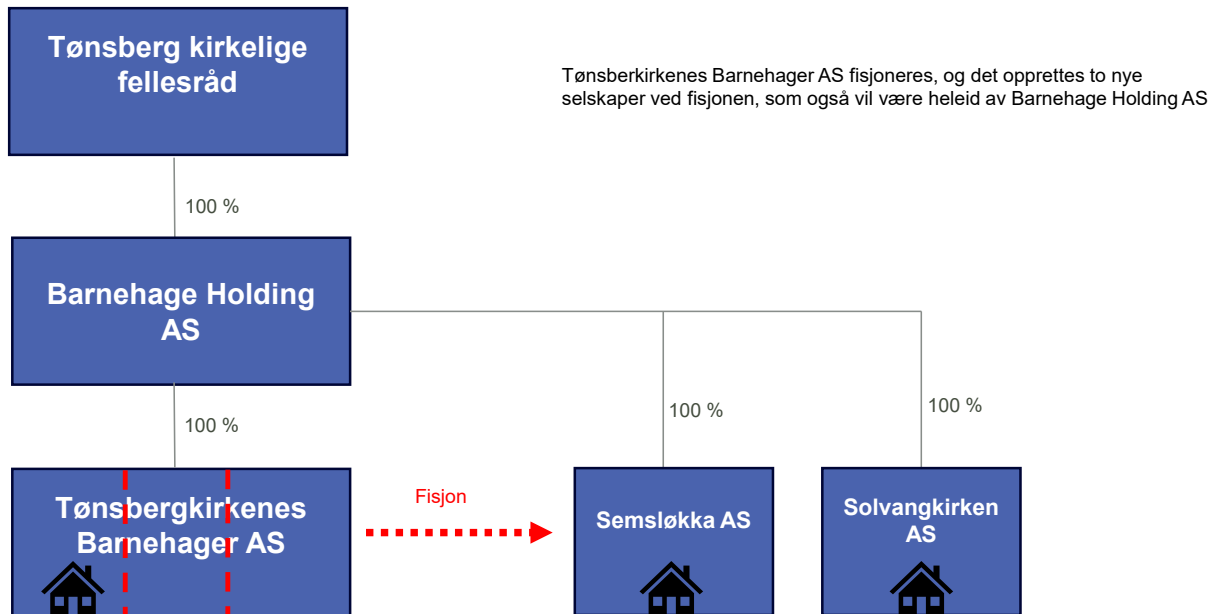 Tønsberg kirkelige
fellesråd
Tønsberkirkenes Barnehager AS fisjoneres, og det opprettes to nye
selskaper ved fisjonen, som også vil være heleid av Barnehage Holding AS
100 %
Barnehage Holding
AS
100 %
100 %
100 %
Tønsbergkirkenes
Barnehager AS
Fisjon
Semsløkka AS
Solvangkirken
AS